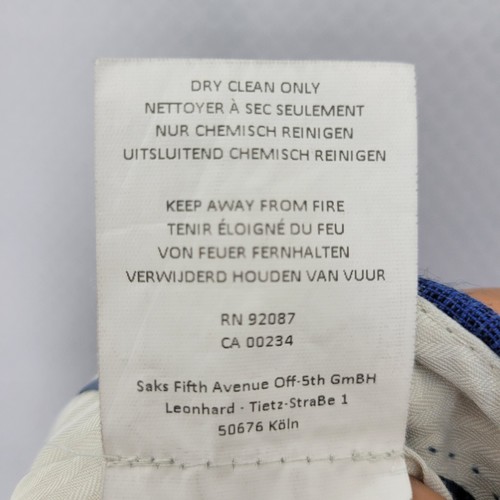 DRY CLEAN ONLY
NETTOYER À SEC SEULEMENT
NUR CHEMISCH REINIGEN
UITSLUITEND CHEMISCH REINIGEN
KEEP AWAY FROM FIRE
TENIR ÉLOIGNÉ DU FEU
VON FEUER FERNHALTEN
VERWIJDERD HOUDEN VAN VUUR
RN 92087
CA 00234
Saks Fifth Avenue Off-5th GmBH
Leonhard - Tietz-Straße 1
50676 Köln